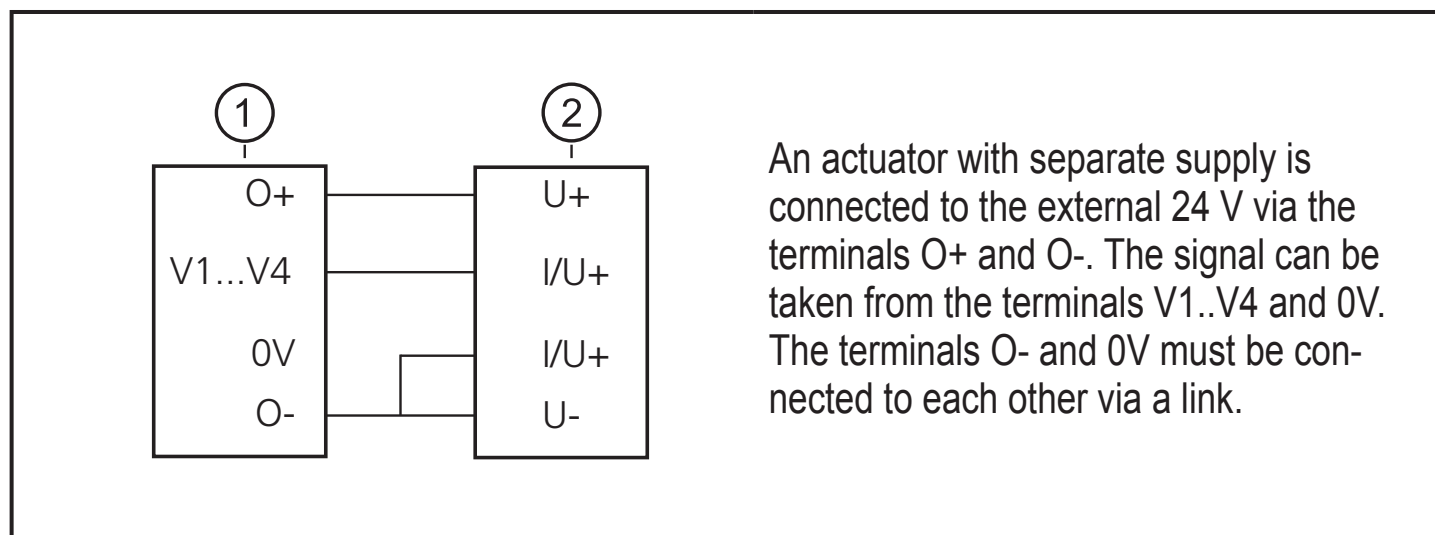 1 2
O+ U+
V1...V4 I/U+
0V I/U+
O- U-
An actuator with separate supply is
connected to the external 24 V via the
terminals O+ and O-. The signal can be
taken from the terminals V1..V4 and 0V.
The terminals O- and 0V must be con-
nected to each other via a link.